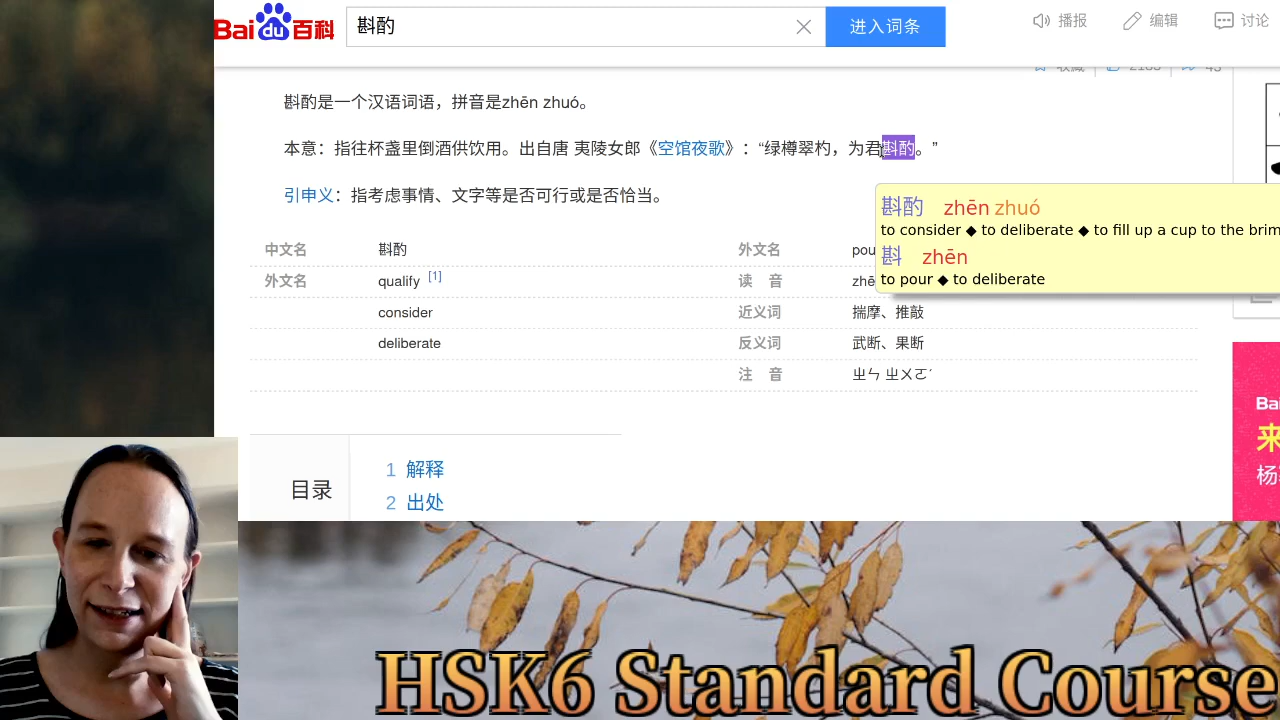 Bai du 百科
斟酌
进入词条
播报
编辑
讨论
斟酌是一个汉语词语，拼音是zhēn zhuó。
本意：指往杯盏里倒酒供饮用。出自唐 夷陵女郎《空馆夜歌》：“绿樽翠杓，为君斟酌。”
引申义：指考虑事情、文字等是否可行或是否恰当。
斟酌 zhēn zhuó
to consider ◆ to deliberate ◆ to fill up a cup to the brim
斟 zhēn
to pour ◆ to deliberate
中文名 斟酌 外文名 pou
外文名 qualify [1] 读 音 zhē
consider 近义词 揣摩、推敲
deliberate 反义词 武断、果断
注 音 ㄓㄣ ㄓㄨㄛˊ
Bai
来
杨
目录
1 解释
2 出处
HSK6 Standard Course